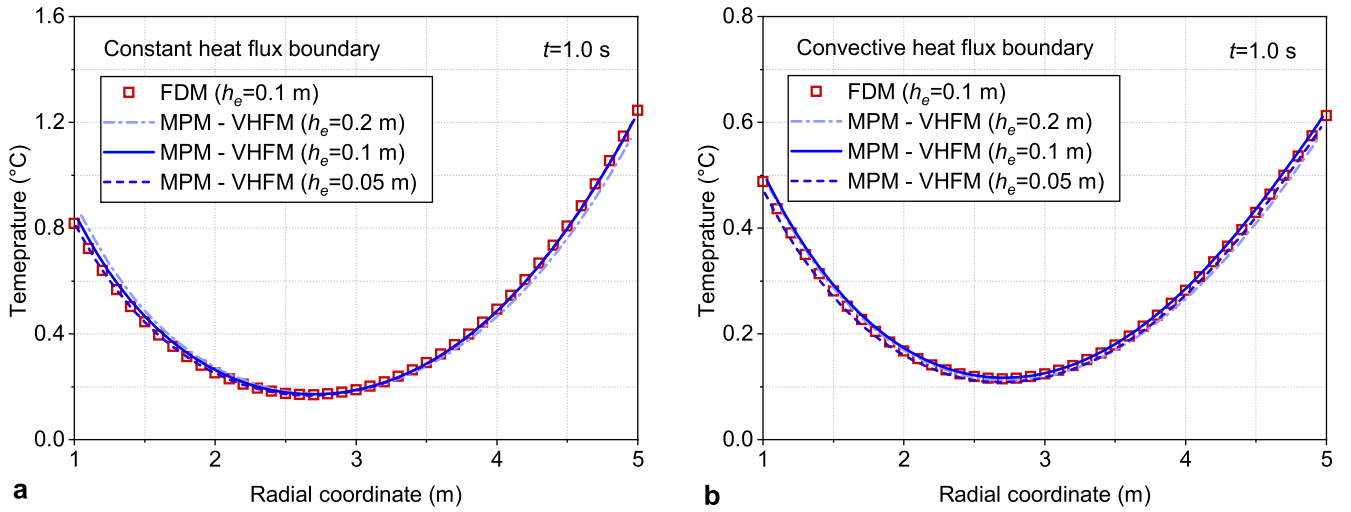 Constant heat flux boundary
t=1.0 s
FDM (he=0.1 m)
MPM - VHFM (he=0.2 m)
MPM - VHFM (he=0.1 m)
MPM - VHFM (he=0.05 m)
Temeprature (°C)
1.6
1.2
0.8
0.4
0.0
1 2 3 4 5
Radial coordinate (m)
a
Convective heat flux boundary
t=1.0 s
FDM (he=0.1 m)
MPM - VHFM (he=0.2 m)
MPM - VHFM (he=0.1 m)
MPM - VHFM (he=0.05 m)
Temeprature (°C)
0.8
0.6
0.4
0.2
0.0
1 2 3 4 5
Radial coordinate (m)
b